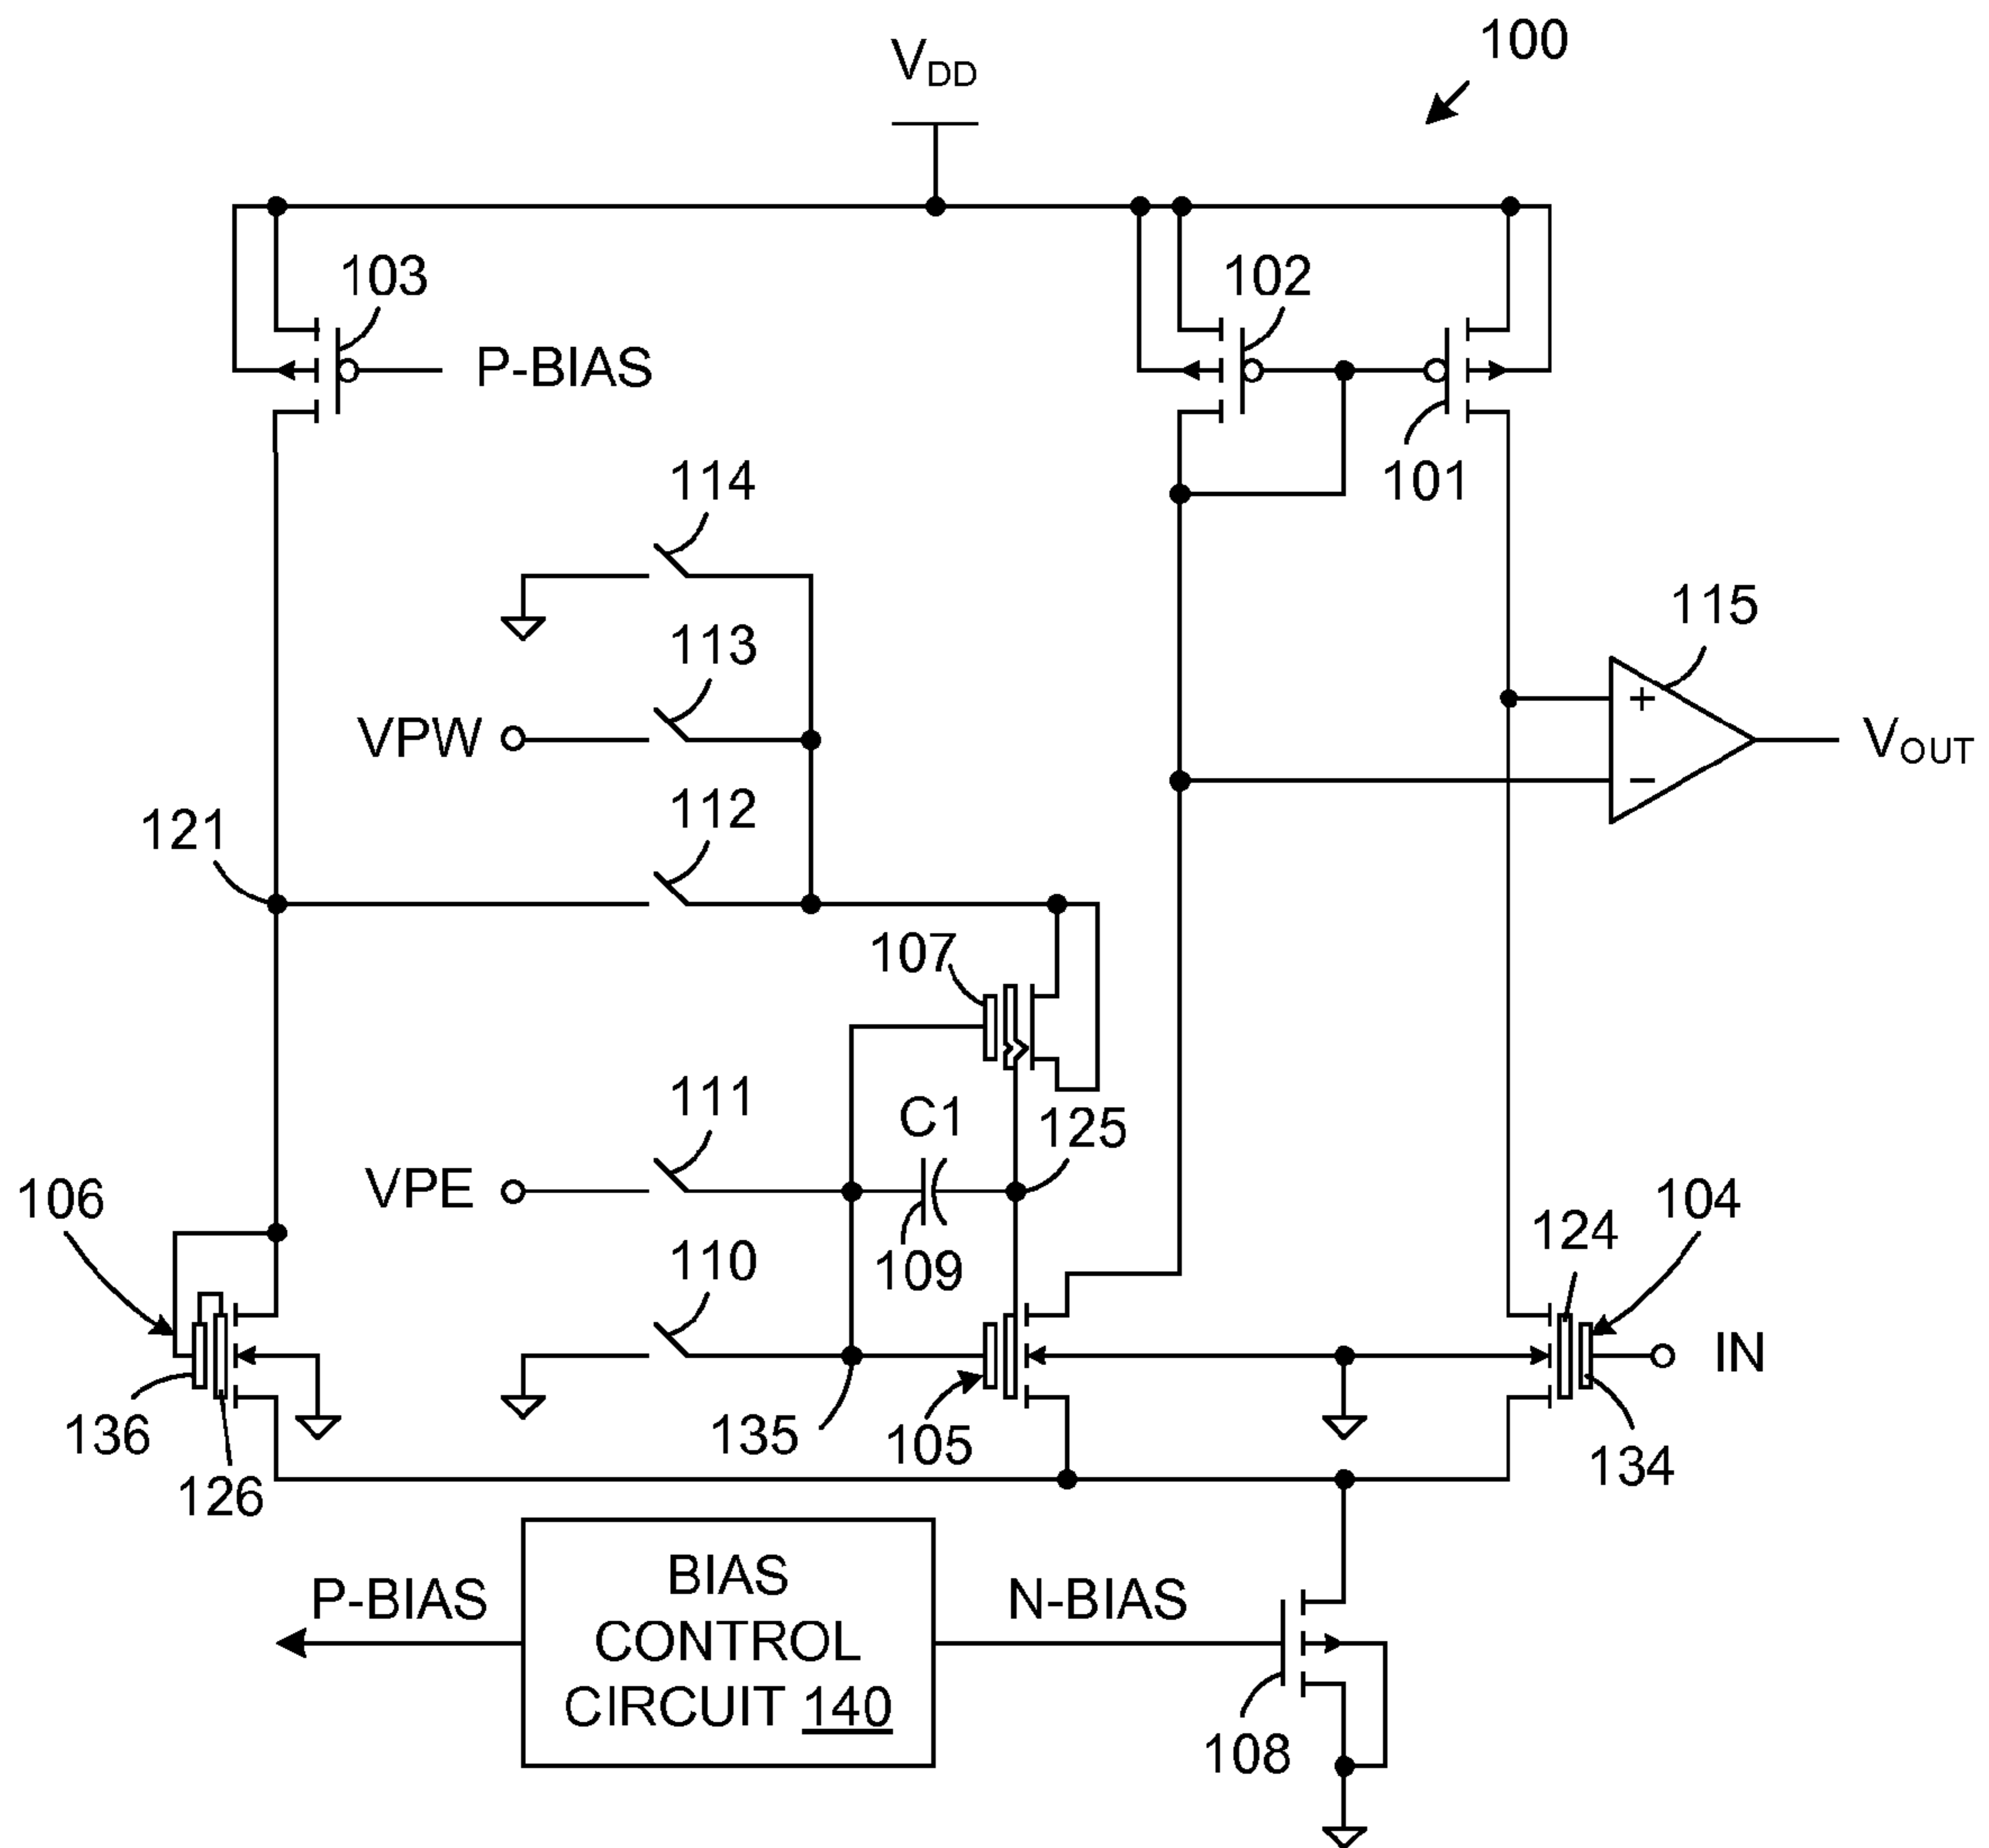 100
VDD
103
102
P-BIAS
101
114
115
113
VPW
VOUT
112
121
107
111
C1
125
VPE
106
104
124
110
109
IN
136
135
105
134
126
P-BIAS
BIAS
CONTROL
CIRCUIT 140
N-BIAS
108
+
−